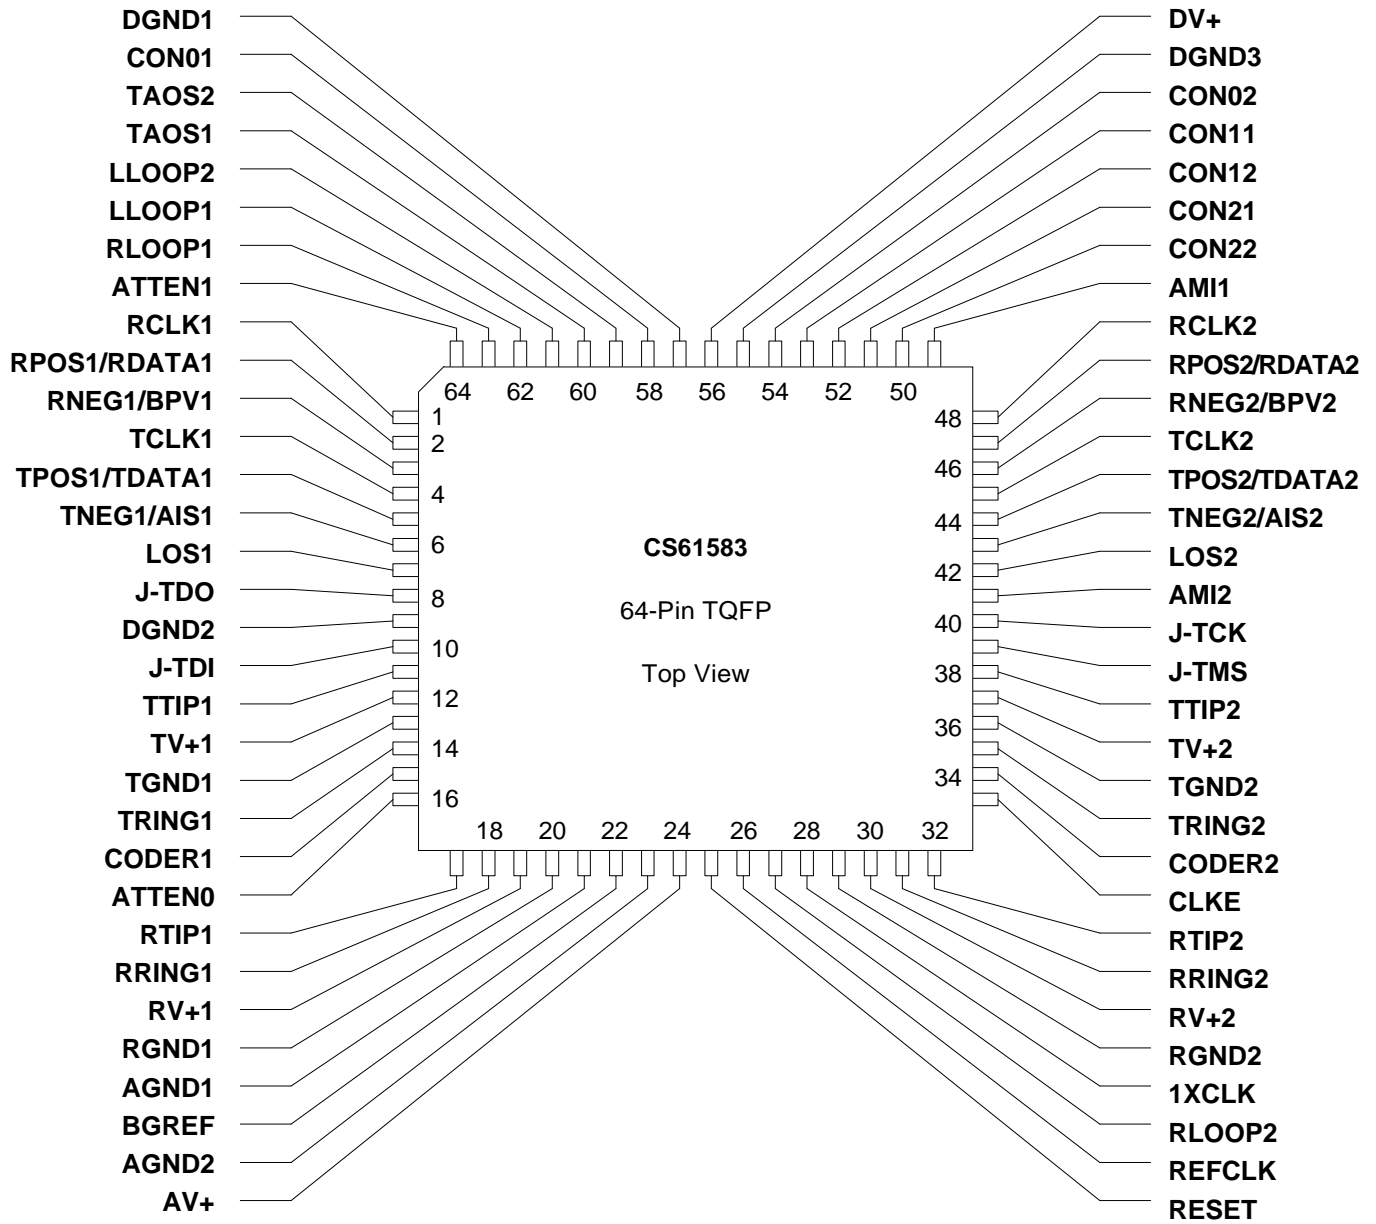 DGND1
CON01
TAOS2
TAOS1
LLOOP2
LLOOP1
RLOOP1
ATTEN1
RCLK1
RPOS1/RDATA1
RNEG1/BPV1
TCLK1
TPOS1/TDATA1
TNEG1/AIS1
LOS1
J-TDO
DGND2
J-TDI
TTIP1
TV+1
TGND1
TRING1
CODER1
ATTEN0
RTIP1
RRING1
RV+1
RGND1
AGND1
BGREF
AGND2
AV+
64 62 60 58 56 54 52 50
1
2
4
6
8
10
12
14
16
CS61583
64-Pin TQFP
Top View
48
46
44
42
40
38
36
34
18 20 22 24 26 28 30 32
DV+
DGND3
CON02
CON11
CON12
CON21
CON22
AMI1
RCLK2
RPOS2/RDATA2
RNEG2/BPV2
TCLK2
TPOS2/TDATA2
TNEG2/AIS2
LOS2
AMI2
J-TCK
J-TMS
TTIP2
TV+2
TGND2
TRING2
CODER2
CLKE
RTIP2
RRING2
RV+2
RGND2
1XCLK
RLOOP2
REFCLK
RESET